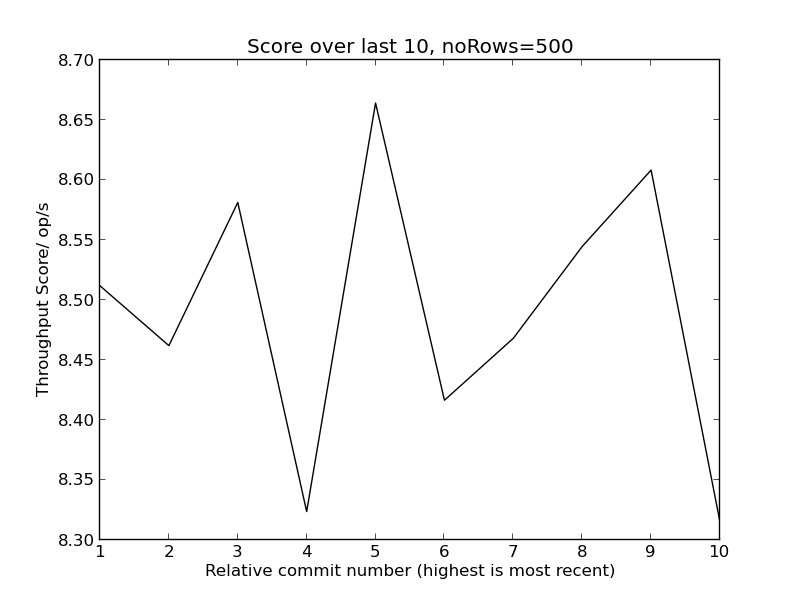 Score over last 10, noRows=500
8.70
8.65
8.60
8.55
8.50
8.45
8.40
8.35
8.30
Throughput Score/ op/s
1 2 3 4 5 6 7 8 9 10
Relative commit number (highest is most recent)